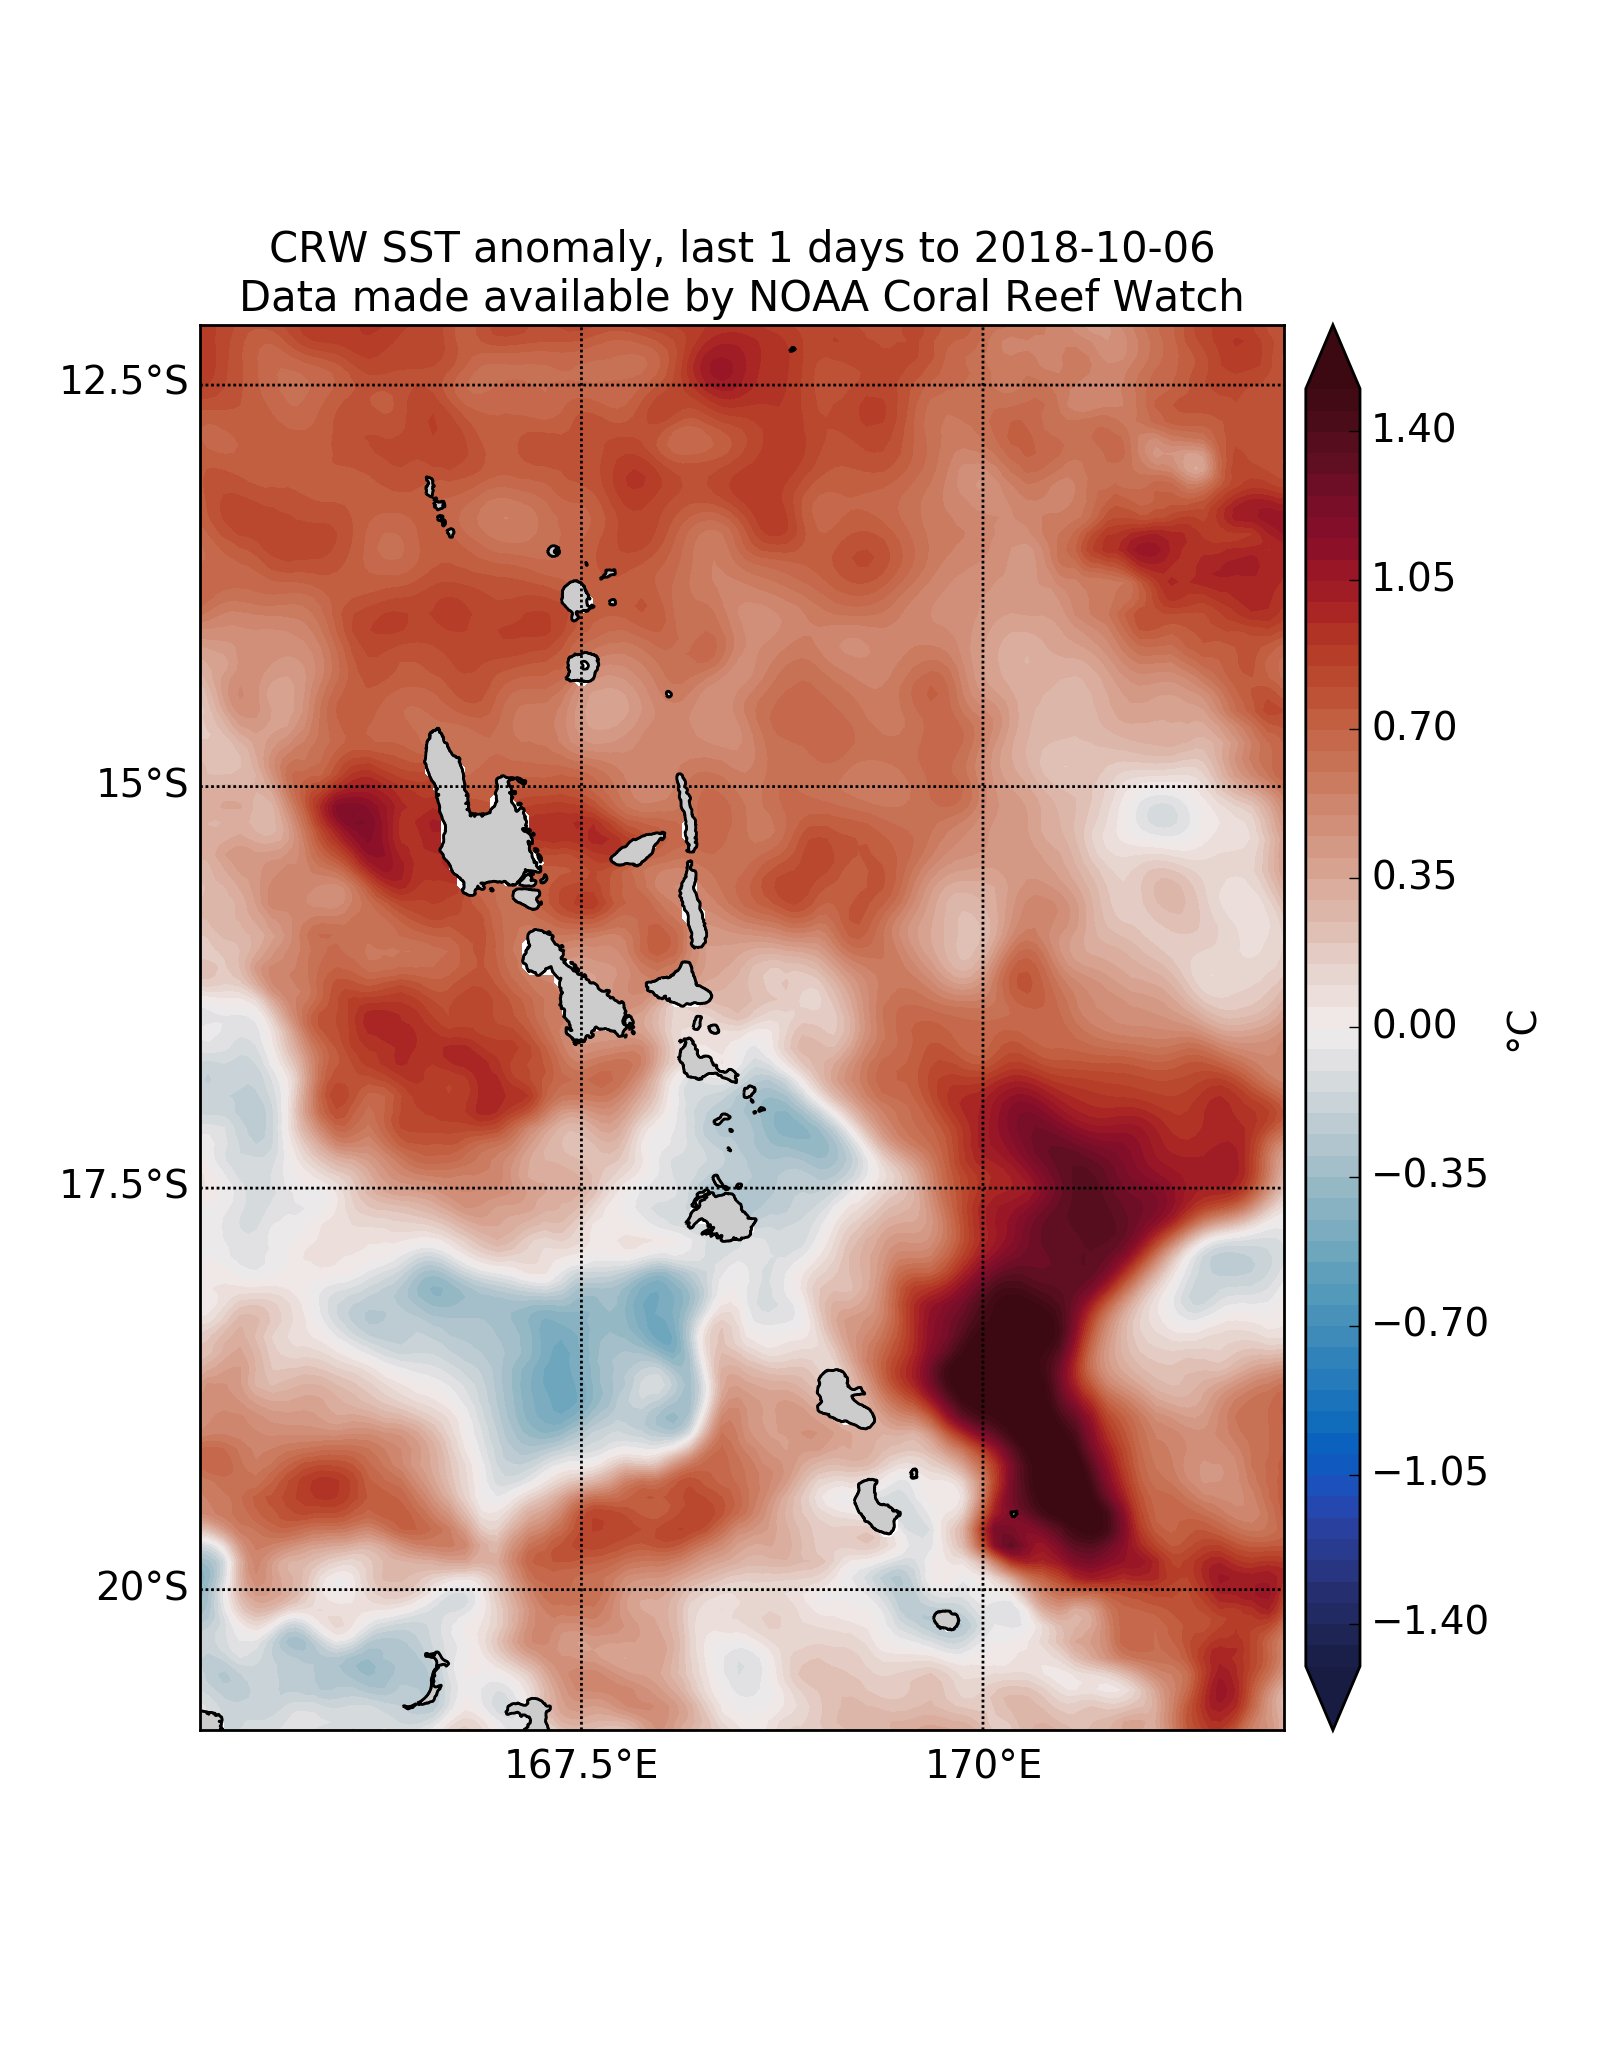 CRW SST anomaly, last 1 days to 2018-10-06
Data made available by NOAA Coral Reef Watch
12.5°S
15°S
17.5°S
20°S
167.5°E
170°E
1.40
1.05
0.70
0.35
0.00
−0.35
−0.70
−1.05
−1.40
°C